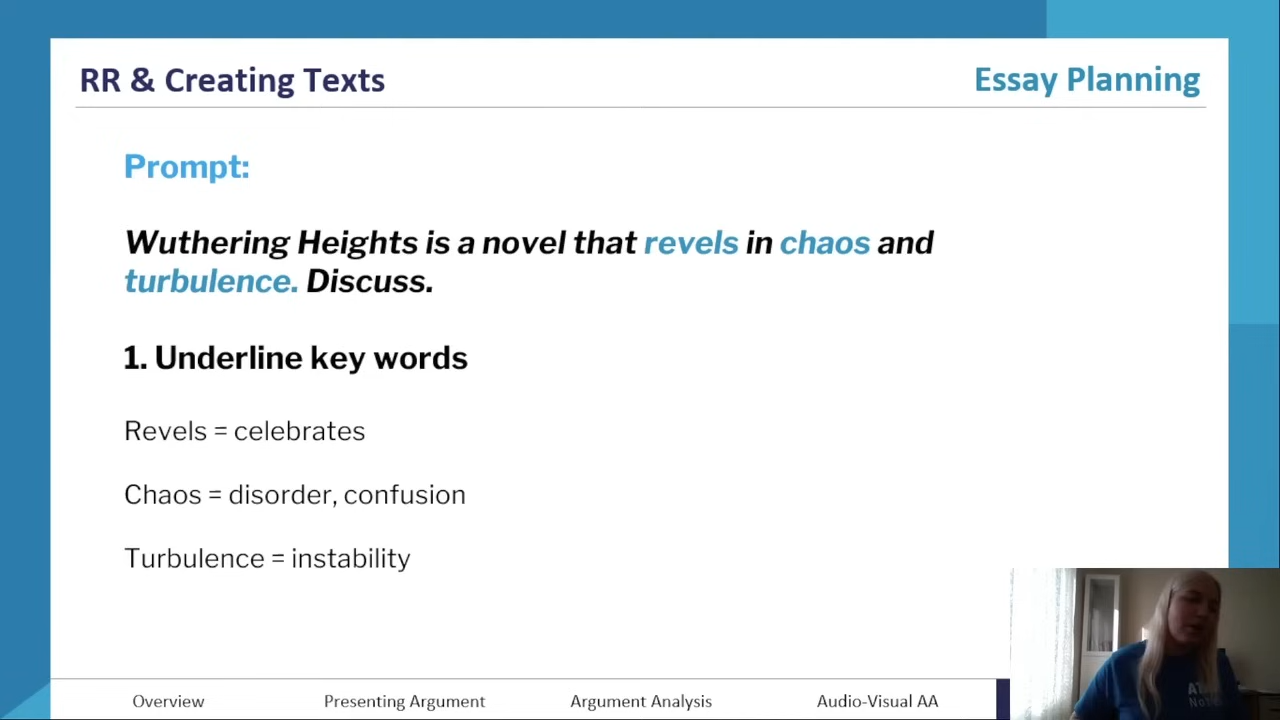 RR & Creating Texts
Essay Planning
Prompt:
Wuthering Heights is a novel that revels in chaos and
turbulence. Discuss.
1. Underline key words
Revels = celebrates
Chaos = disorder, confusion
Turbulence = instability
Overview
Presenting Argument
Argument Analysis
Audio-Visual AA